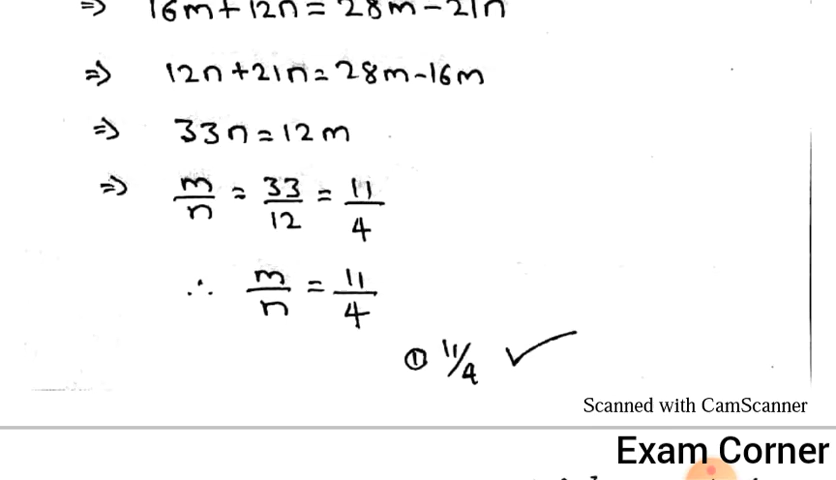 ⇒ 16m + 12n = 28m - 21n
⇒ 12n + 21n = 28m - 16m
⇒ 33n = 12m
⇒ m/n = 33/12 = 11/4
∴ m/n = 11/4
① 11/4 ✓
Scanned with CamScanner
Exam Corner